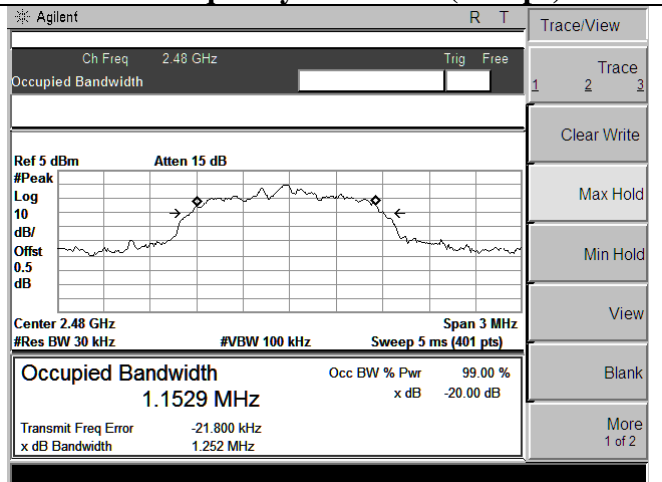 Agilent R T
Trace/View
Ch Freq 2.48 GHz Trig Free
Occupied Bandwidth
Trace
1 2 3
Clear Write
Ref 5 dBm Atten 15 dB
#Peak
Log
10
dB/
Offst
0.5
dB
Max Hold
Min Hold
View
Center 2.48 GHz Span 3 MHz
#Res BW 30 kHz #VBW 100 kHz Sweep 5 ms (401 pts)
Occupied Bandwidth
1.1529 MHz
Occ BW % Pwr 99.00 %
x dB -20.00 dB
Transmit Freq Error -21.800 kHz
x dB Bandwidth 1.252 MHz
Blank
More
1 of 2